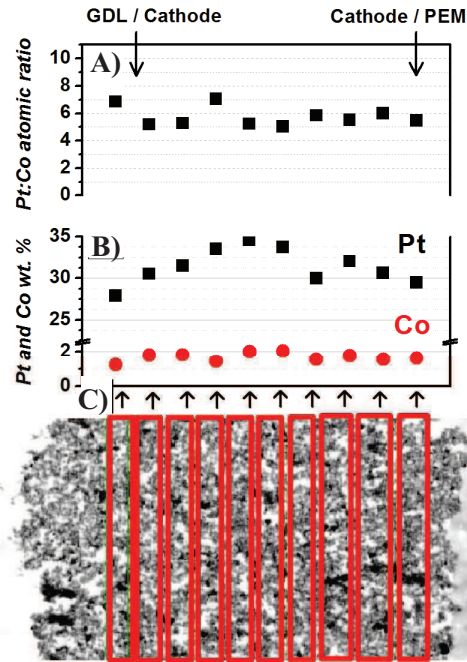 GDL / Cathode Cathode / PEM
A)
Pt:Co atomic ratio
10
8
6
4
2
0
B)
Pt
Pt and Co wt. %
35
30
25
Co
2
0
C)